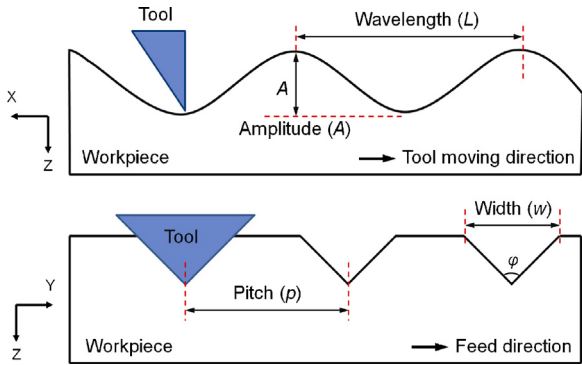 Tool
Wavelength (L)
A
X
Z
Amplitude (A)
Workpiece
Tool moving direction
Tool
Width (w)
φ
Y
Pitch (p)
Z
Workpiece
Feed direction